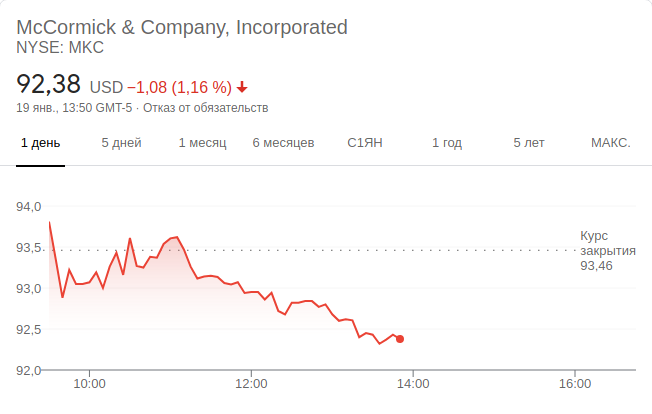 McCormick & Company, Incorporated
NYSE: MKC
92,38 USD −1,08 (1,16 %)
19 янв., 13:50 GMT-5 · Отказ от обязательств
1 день 5 дней 1 месяц 6 месяцев С1ЯН 1 год 5 лет МАКС.
94,0
93,5
93,0
92,5
92,0
Курс
закрытия
93,46
10:00 12:00 14:00 16:00